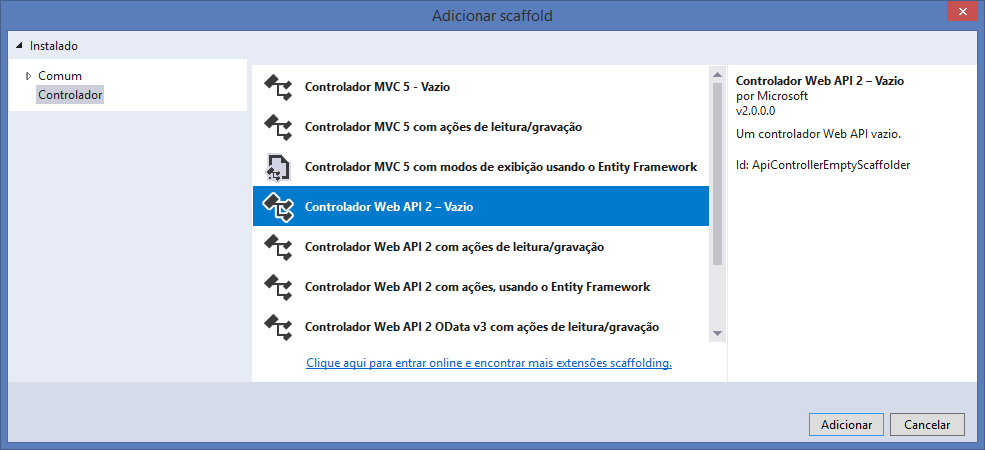 Adicionar scaffold
Instalado
Comum
Controlador
Controlador MVC 5 - Vazio
Controlador MVC 5 com ações de leitura/gravação
Controlador MVC 5 com modos de exibição usando o Entity Framework
Controlador Web API 2 – Vazio
Controlador Web API 2 com ações de leitura/gravação
Controlador Web API 2 com ações, usando o Entity Framework
Controlador Web API 2 OData v3 com ações de leitura/gravação
Clique aqui para entrar online e encontrar mais extensões scaffolding.
Controlador Web API 2 – Vazio
por Microsoft
v2.0.0.0
Um controlador Web API vazio.
Id: ApiControllerEmptyScaffolder
Adicionar
Cancelar